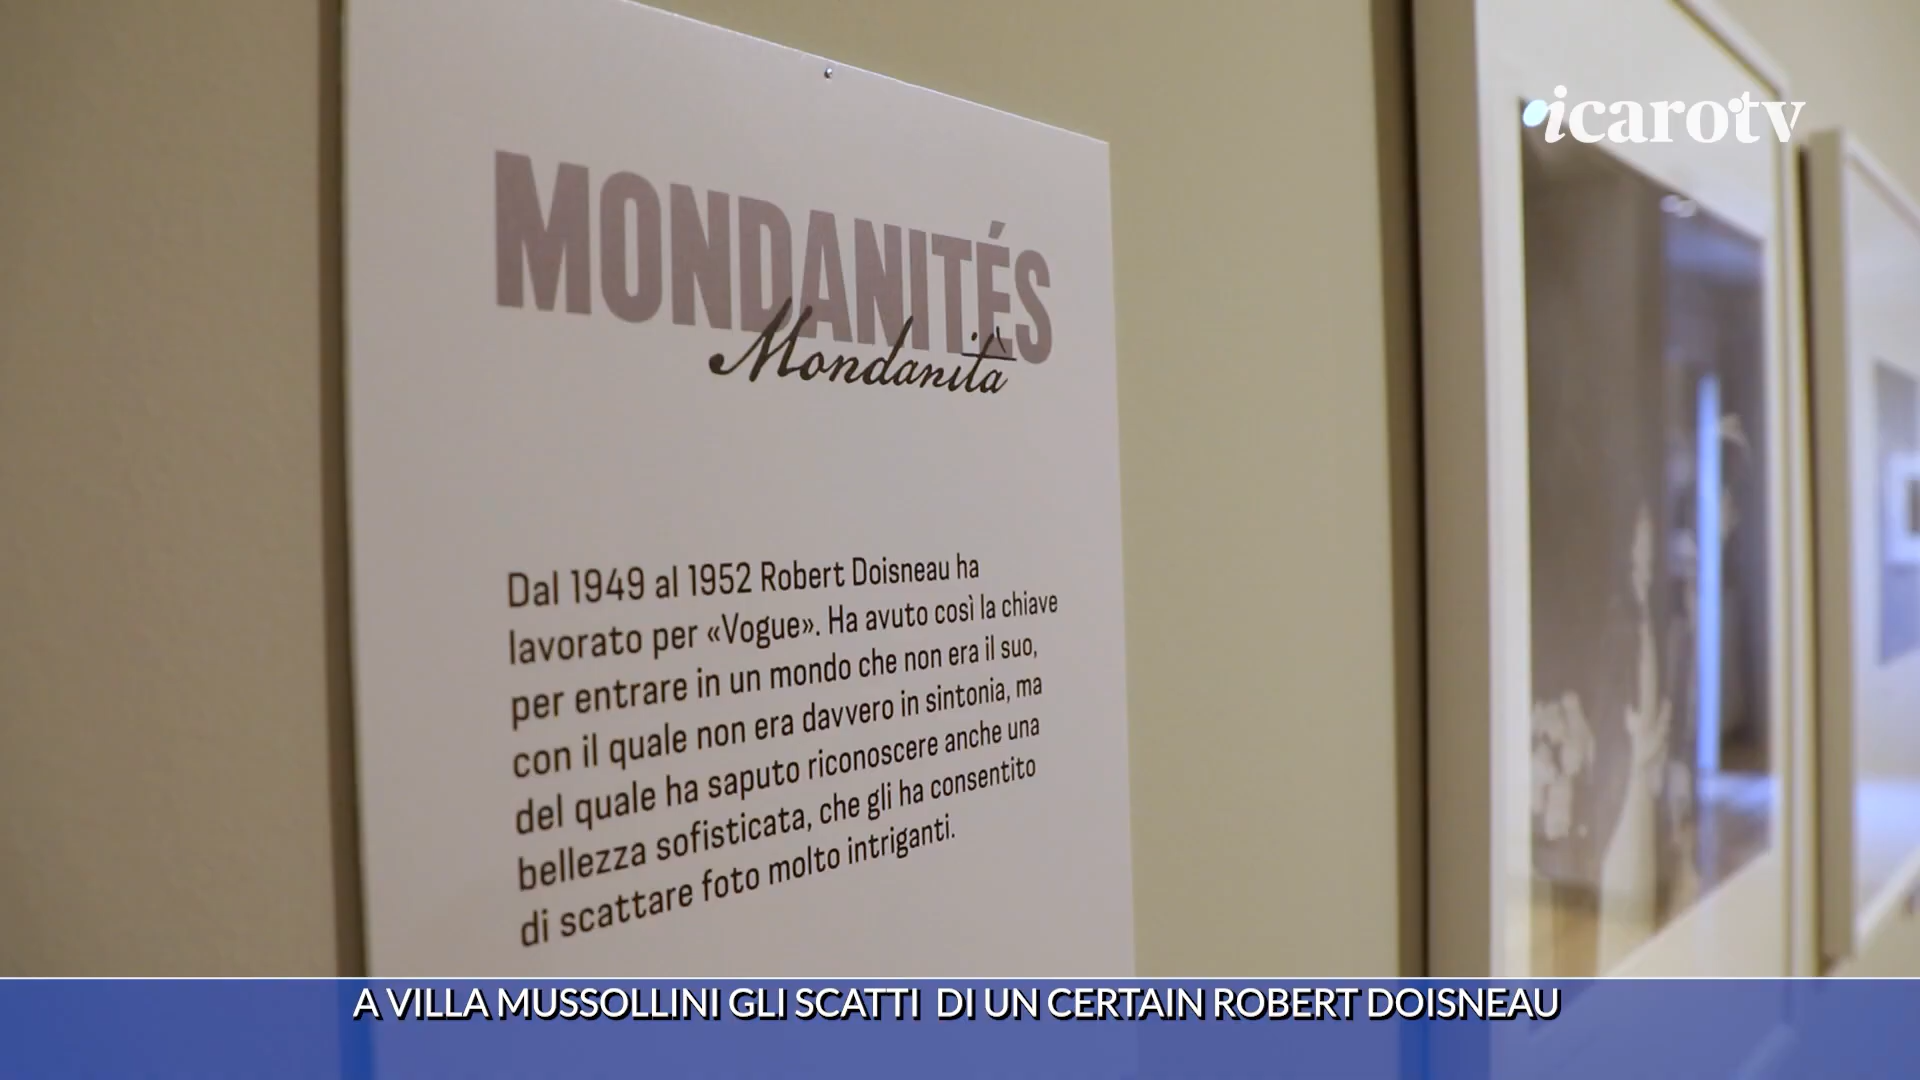 icarotv
MONDANITÉS
Mondanità
Dal 1949 al 1952 Robert Doisneau ha
lavorato per «Vogue». Ha avuto così la chiave
per entrare in un mondo che non era il suo,
con il quale non era davvero in sintonia, ma
del quale ha saputo riconoscere anche una
bellezza sofisticata, che gli ha consentito
di scattare foto molto intriganti.
A VILLA MUSSOLLINI GLI SCATTI DI UN CERTAIN ROBERT DOISNEAU